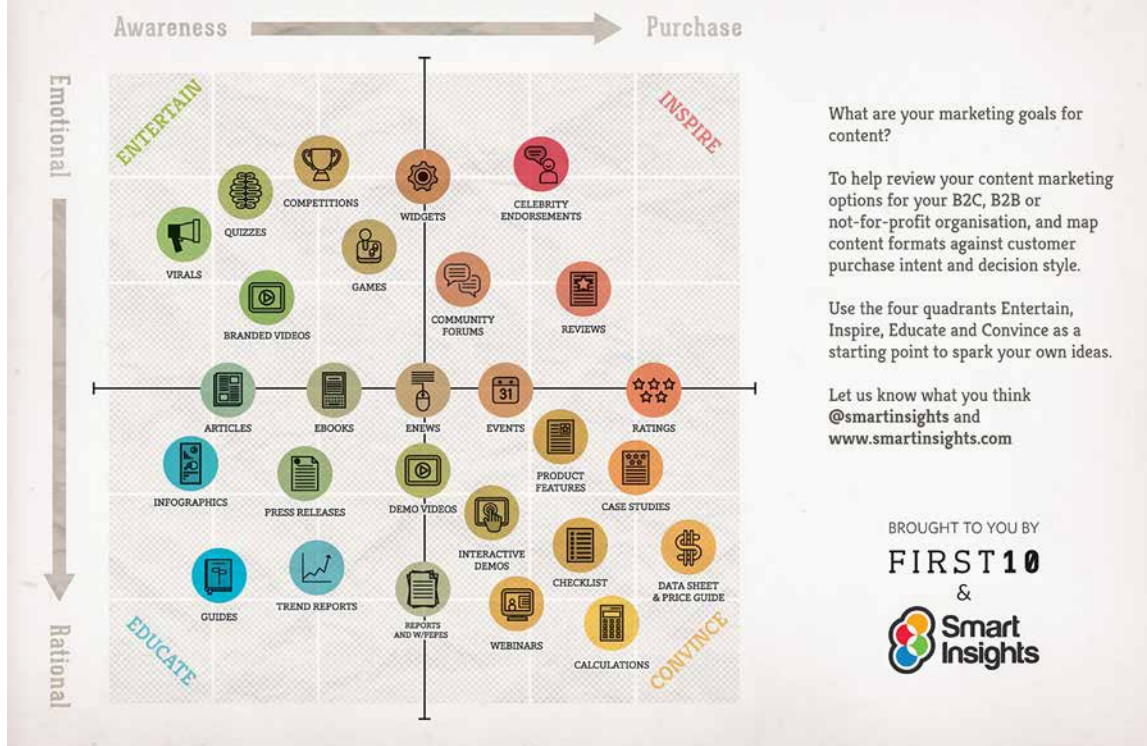 Awareness
Purchase
Emotional
Rational
ENTERTAIN
INSPIRE
COMPETITIONS
WIDGETS
CELEBRITY
ENDORSEMENTS
QUIZZES
VIRALS
GAMES
COMMUNITY
FORUMS
REVIEWS
BRANDED VIDEOS
ARTICLES
EBOOKS
ENEWS
31
EVENTS
RATINGS
INFOGRAPHICS
PRESS RELEASES
DEMO VIDEOS
PRODUCT
FEATURES
CASE STUDIES
INTERACTIVE
DEMOS
CHECKLIST
DATA SHEET
& PRICE GUIDE
GUIDES
TREND REPORTS
REPORTS
AND W/PEPES
WEBINARS
CALCULATIONS
EDUCATE
CONVINCE
What are your marketing goals for
content?
To help review your content marketing
options for your B2C, B2B or
not-for-profit organisation, and map
content formats against customer
purchase intent and decision style.
Use the four quadrants Entertain,
Inspire, Educate and Convince as a
starting point to spark your own ideas.
Let us know what you think
@smartinsights and
www.smartinsights.com
BROUGHT TO YOU BY
FIRST10
&
Smart
Insights